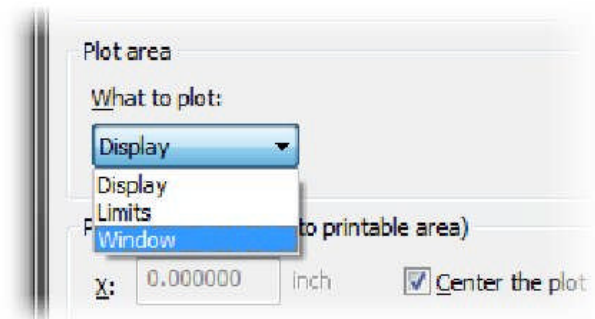 Plot area
What to plot:
Display
Display
Limits
Window
to printable area)
X: 0.000000 inch Center the plot